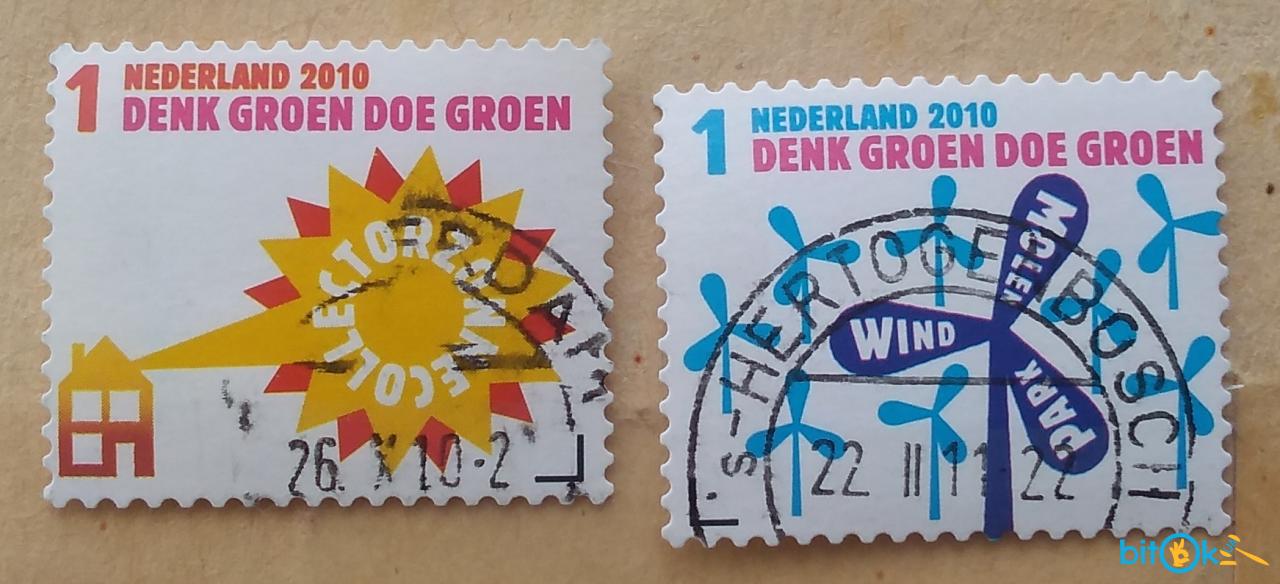 1 NEDERLAND 2010
DENK GROEN DOE GROEN
ZONNECOLLECTOR
26. X 10-2
1 NEDERLAND 2010
DENK GROEN DOE GROEN
WIND
MOLEN
PARK
's-HERTOGENBOSCH
22 II 11 22
bitOk